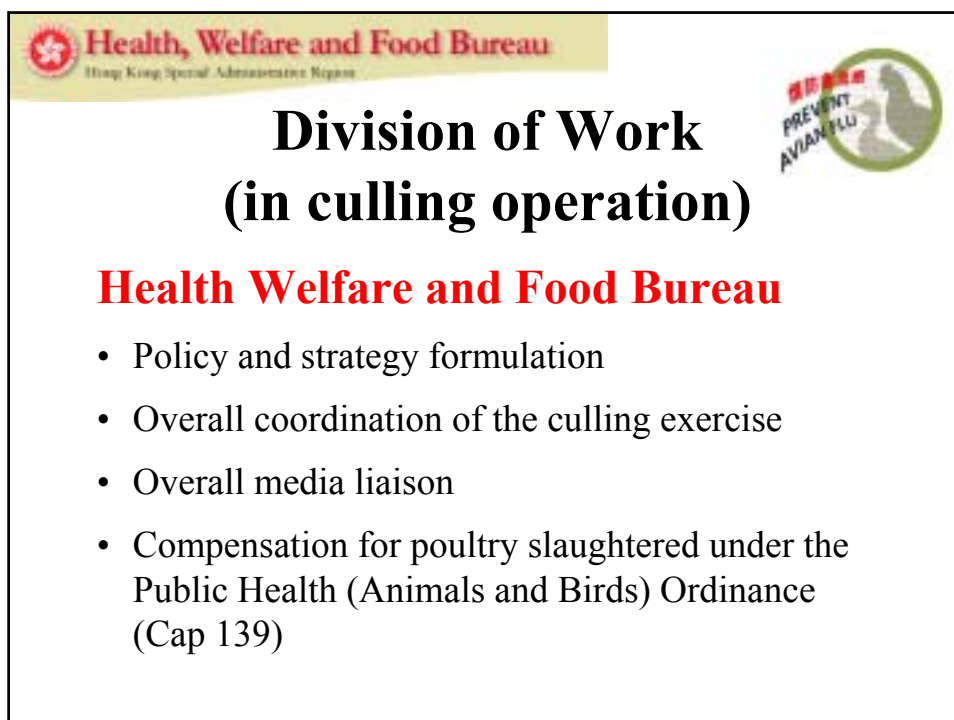 Health, Welfare and Food Bureau
Hong Kong Special Administrative Region
PREVENT
AVIAN FLU
Division of Work
(in culling operation)
Health Welfare and Food Bureau
• Policy and strategy formulation
• Overall coordination of the culling exercise
• Overall media liaison
• Compensation for poultry slaughtered under the
Public Health (Animals and Birds) Ordinance
(Cap 139)